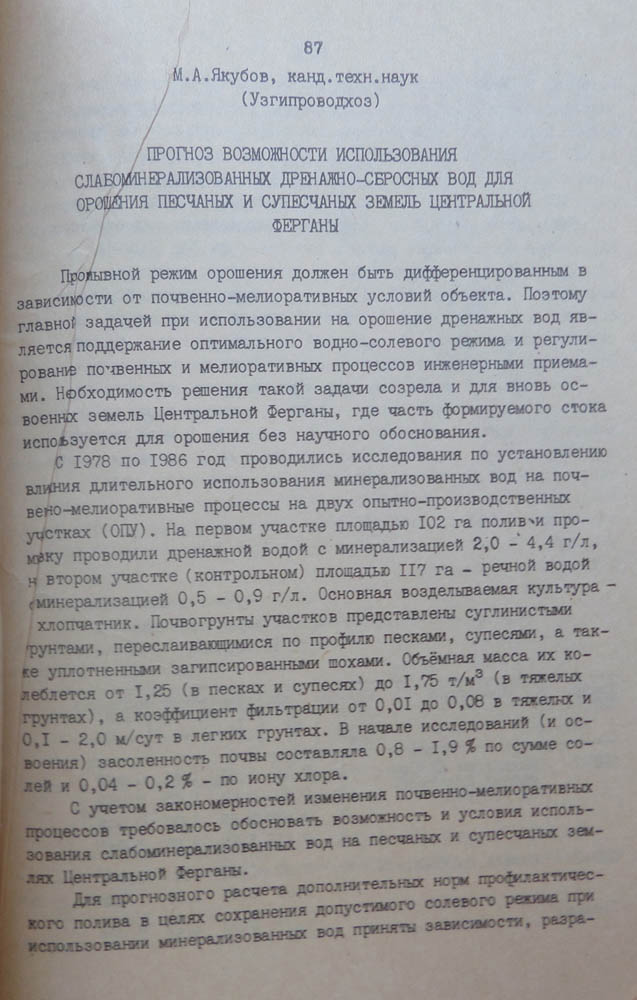 87
М.А.Якубов, канд.техн.наук
(Узгипроводхоз)
ПРОГНОЗ ВОЗМОЖНОСТИ ИСПОЛЬЗОВАНИЯ
СЛАБОМИНЕРАЛИЗОВАННЫХ ДРЕНАЖНО-СБРОСНЫХ ВОД ДЛЯ
ОРОШЕНИЯ ПЕСЧАНЫХ И СУПЕСЧАНЫХ ЗЕМЕЛЬ ЦЕНТРАЛЬНОЙ
ФЕРГАНЫ
Промывной режим орошения должен быть дифференцированным в
зависимости от почвенно-мелиоративных условий объекта. Поэтому
главной задачей при использовании на орошение дренажных вод яв-
ляется поддержание оптимального водно-солевого режима и регули-
рование почвенных и мелиоративных процессов инженерными приема-
ми. Необходимость решения такой задачи созрела и для вновь ос-
военных земель Центральной Ферганы, где часть формируемого стока
используется для орошения без научного обоснования.
С 1978 по 1986 год проводились исследования по установлению
влияния длительного использования минерализованных вод на поч-
венно-мелиоративные процессы на двух опытно-производственных
участках (ОПУ). На первом участке площадью 102 га поливы и про-
мывку проводили дренажной водой с минерализацией 2,0 - 4,4 г/л,
н втором участке (контрольном) площадью 117 га - речной водой
минерализацией 0,5 - 0,9 г/л. Основная возделываемая культура -
хлопчатник. Почвогрунты участков представлены суглинистыми
грунтами, переслаивающимися по профилю песками, супесями, а так-
же уплотненными загипсированными шохами. Объёмная масса их ко-
леблется от 1,25 (в песках и супесях) до 1,75 т/м³ (в тяжелых
грунтах), а коэффициент фильтрации от 0,01 до 0,08 в тяжелых и
0,1 - 2,0 м/сут в легких грунтах. В начале исследований (и ос-
воения) засоленность почвы составляла 0,8 - 1,9 % по сумме со-
лей и 0,04 - 0,2 % - по иону хлора.
С учетом закономерностей изменения почвенно-мелиоративных
процессов требовалось обосновать возможность и условия исполь-
зования слабоминерализованных вод на песчаных и супесчаных зем-
лях Центральной Ферганы.
Для прогнозного расчета дополнительных норм профилактичес-
кого полива в целях сохранения допустимого солевого режима при
использовании минерализованных вод приняты зависимости, разра-